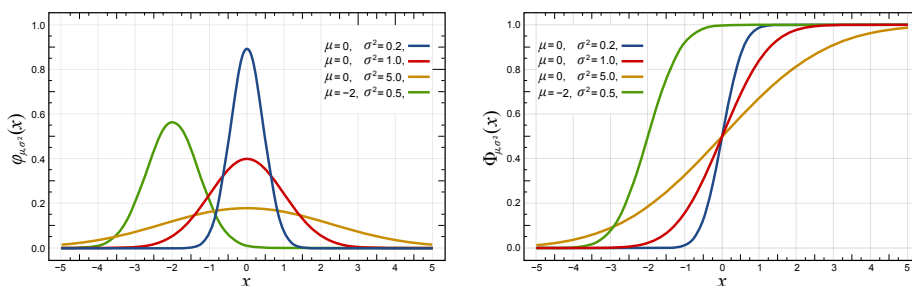 1.0
0.8
0.6
0.4
0.2
0.0
φμ,σ²(x)
μ=0, σ²=0.2,
μ=0, σ²=1.0,
μ=0, σ²=5.0,
μ=−2, σ²=0.5,
−5 −4 −3 −2 −1 0 1 2 3 4 5
x
1.0
0.8
0.6
0.4
0.2
0.0
Φμ,σ²(x)
μ=0, σ²=0.2,
μ=0, σ²=1.0,
μ=0, σ²=5.0,
μ=−2, σ²=0.5,
−5 −4 −3 −2 −1 0 1 2 3 4 5
x